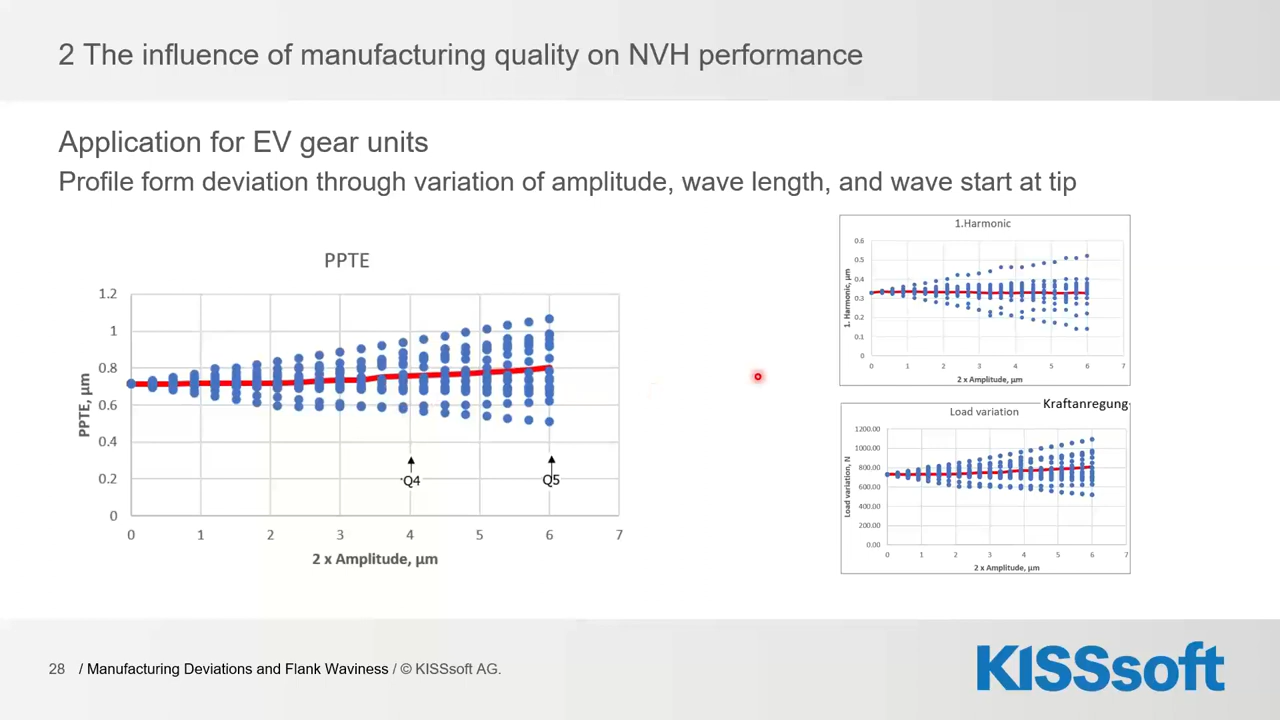 2 The influence of manufacturing quality on NVH performance
Application for EV gear units
Profile form deviation through variation of amplitude, wave length, and wave start at tip
PPTE
1.2
1
0.8
0.6
0.4
0.2
0
PPTE, µm
Q4
Q5
0 1 2 3 4 5 6 7
2 x Amplitude, µm
1.Harmonic
0.6
0.5
0.4
0.3
0.2
0.1
0
1. Harmonic, µm
0 1 2 3 4 5 6 7
2 x Amplitude, µm
Kraftanregung
Load variation
1200.00
1000.00
800.00
600.00
400.00
200.00
0.00
Load variation, N
0 1 2 3 4 5 6 7
2 x Amplitude, µm
28 / Manufacturing Deviations and Flank Waviness / © KISSsoft AG.
KISSsoft